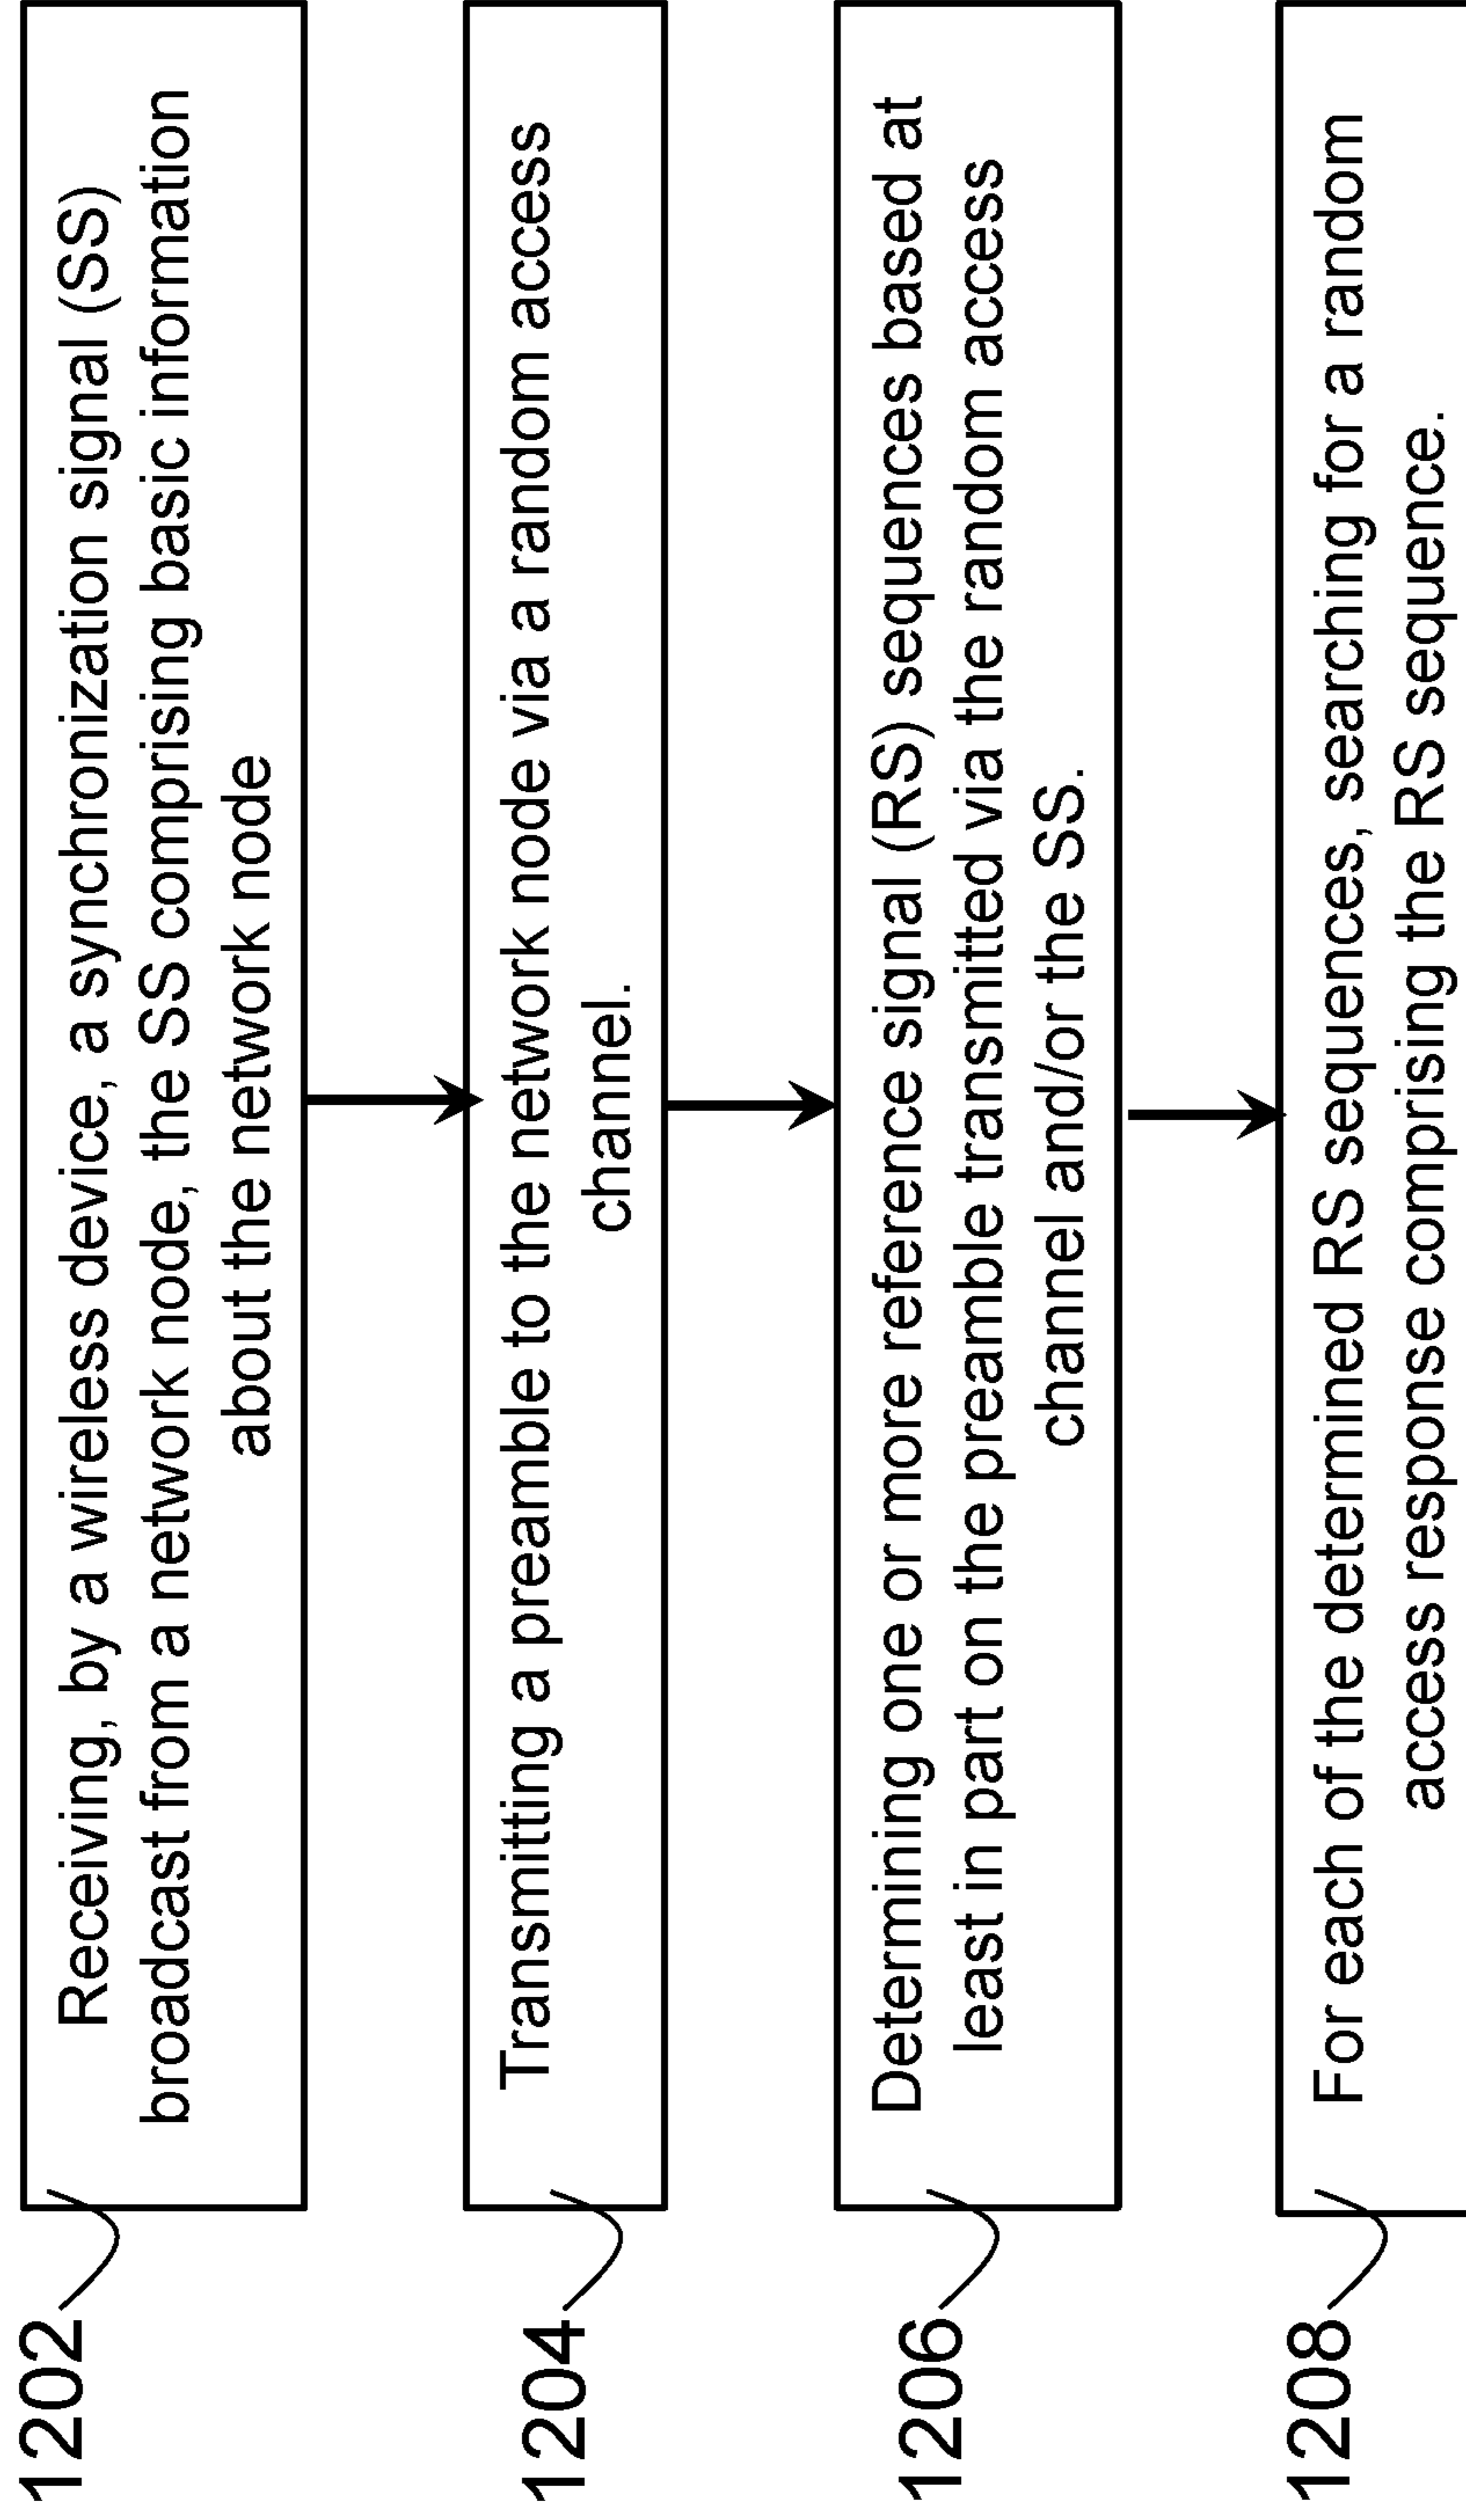 1202
Receiving, by a wireless device, a synchronization signal (SS)
broadcast from a network node, the SS comprising basic information
about the network node
1204
Transmitting a preamble to the network node via a random access
channel.
1206
Determining one or more reference signal (RS) sequences based at
least in part on the preamble transmitted via the random access
channel and/or the SS.
1208
For each of the determined RS sequences, searching for a random
access response comprising the RS sequence.